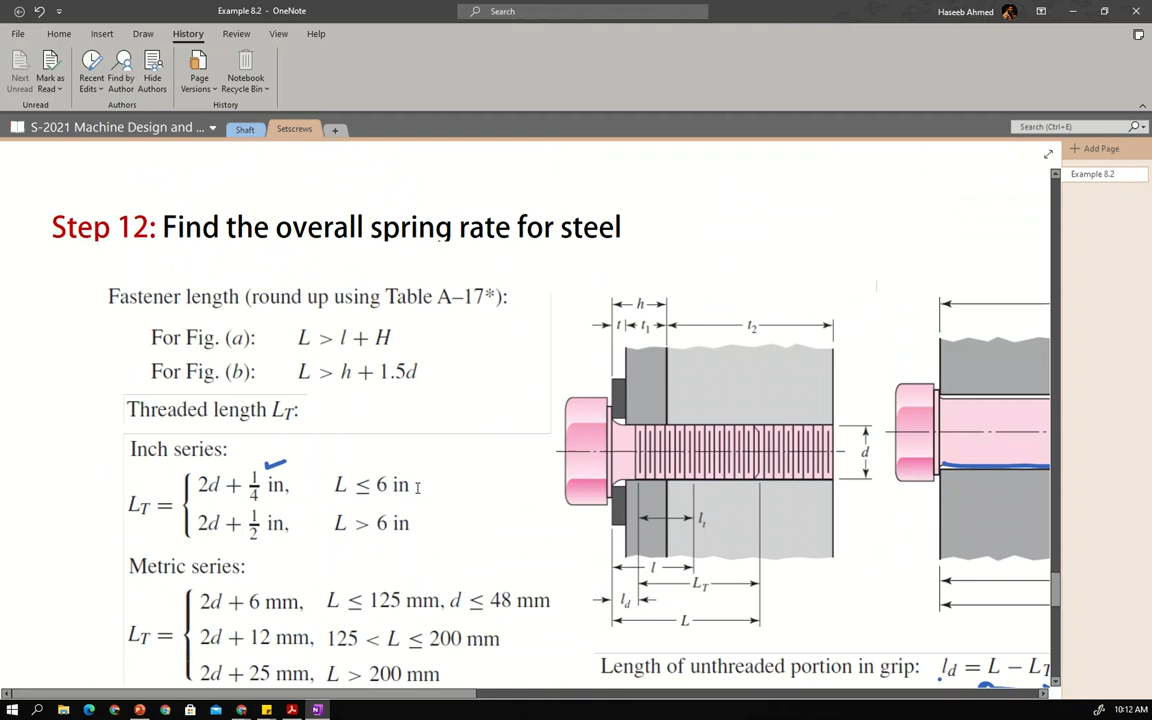 Example 8.2 - OneNote
Search
Haseeb Ahmed
File Home Insert Draw History Review View Help
Next Unread
Mark as Read
Recent Edits
Find by Author
Hide Authors
Page Versions
Notebook Recycle Bin
Unread
Authors
History
S-2021 Machine Design and ...
Shaft
Setscrews
+
Search (Ctrl+E)
+ Add Page
Example 8.2
Step 12: Find the overall spring rate for steel
Fastener length (round up using Table A–17*):
For Fig. (a): L > l + H
For Fig. (b): L > h + 1.5d
Threaded length L_T:
Inch series:
L_T = { 2d + 1/4 in, L ≤ 6 in
2d + 1/2 in, L > 6 in
Metric series:
L_T = { 2d + 6 mm, L ≤ 125 mm, d ≤ 48 mm
2d + 12 mm, 125 < L ≤ 200 mm
2d + 25 mm, L > 200 mm
h
t t₁ t₂
d
l_t
l
L_T
l_d
L
Length of unthreaded portion in grip: l_d = L − L_T
10:12 AM